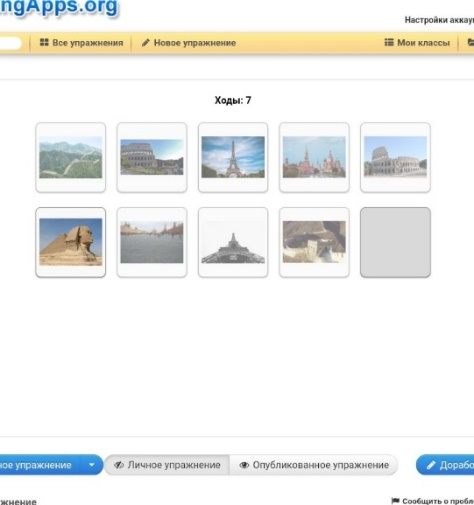 ngApps.org
Настройки аккау
Все упражнения Новое упражнение Мои классы
Ходы: 7
ное упражнение Личное упражнение Опубликованное упражнение Дорабо
жнение Сообщить о пробл